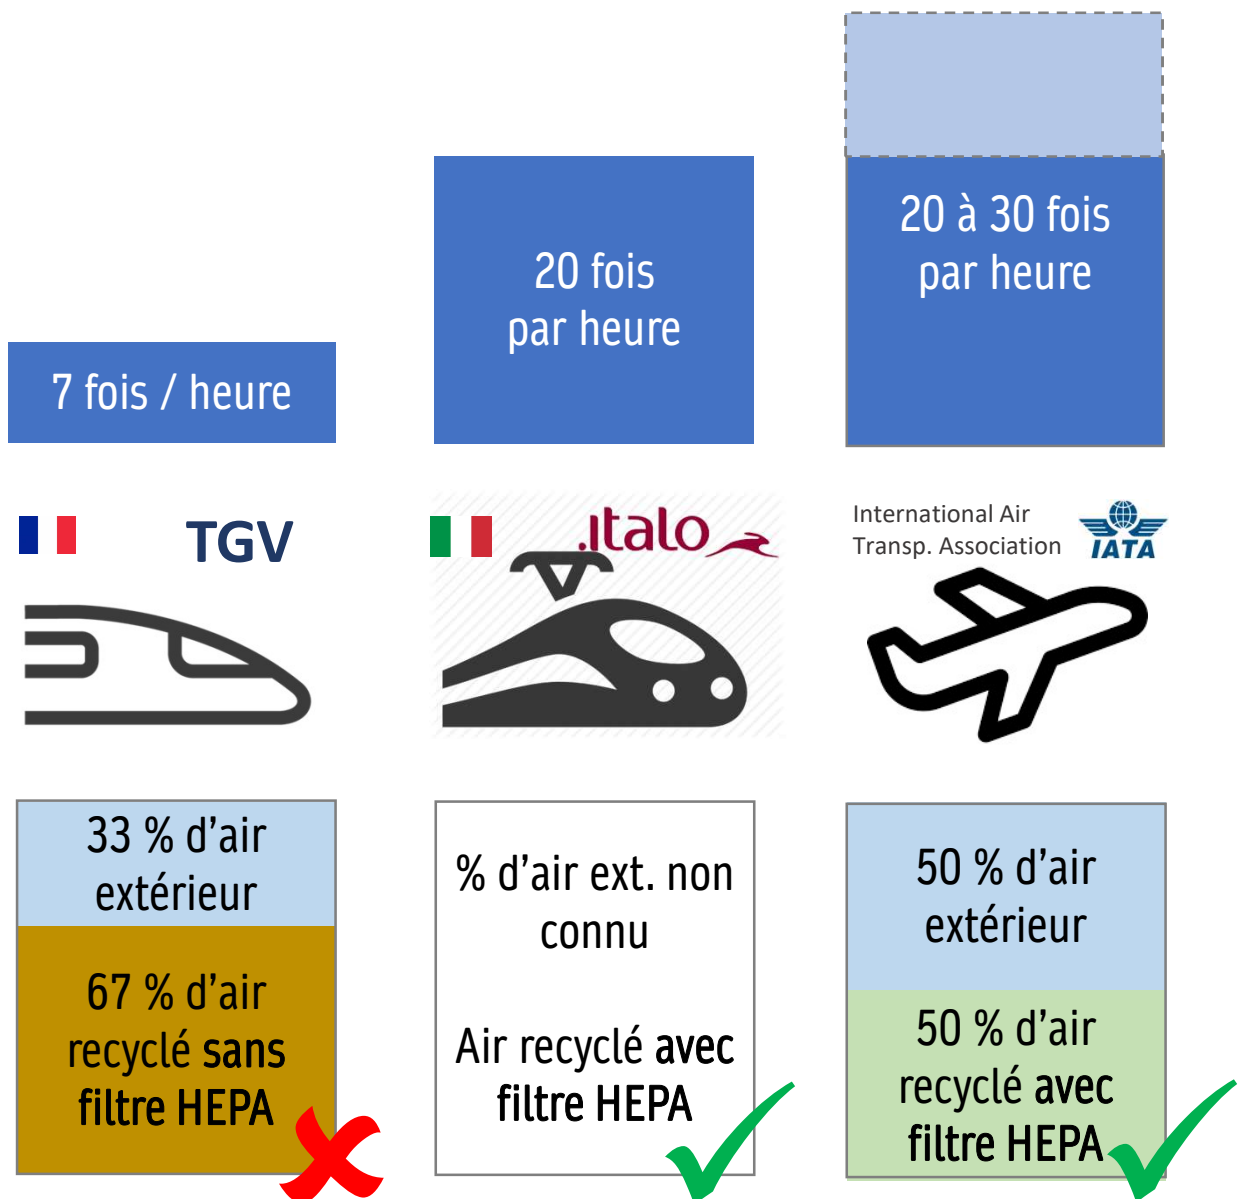 7 fois / heure
20 fois
par heure
20 à 30 fois
par heure
TGV
.italo
International Air
Transp. Association
IATA
33 % d’air
extérieur
67 % d’air
recyclé sans
filtre HEPA
% d’air ext. non
connu
Air recyclé avec
filtre HEPA
50 % d’air
extérieur
50 % d’air
recyclé avec
filtre HEPA